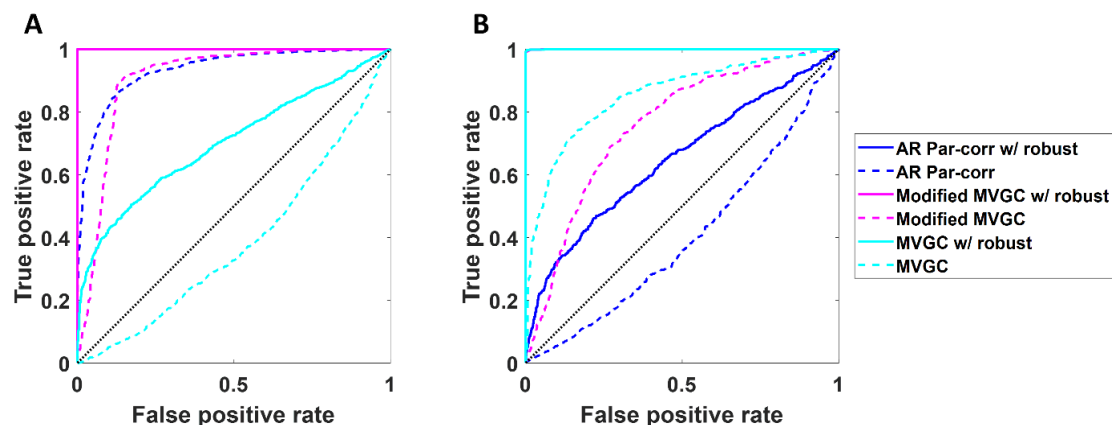 A
B
True positive rate
1
0.8
0.6
0.4
0.2
0
0
0.5
1
False positive rate
True positive rate
1
0.8
0.6
0.4
0.2
0
0
0.5
1
False positive rate
AR Par-corr w/ robust
AR Par-corr
Modified MVGC w/ robust
Modified MVGC
MVGC w/ robust
MVGC